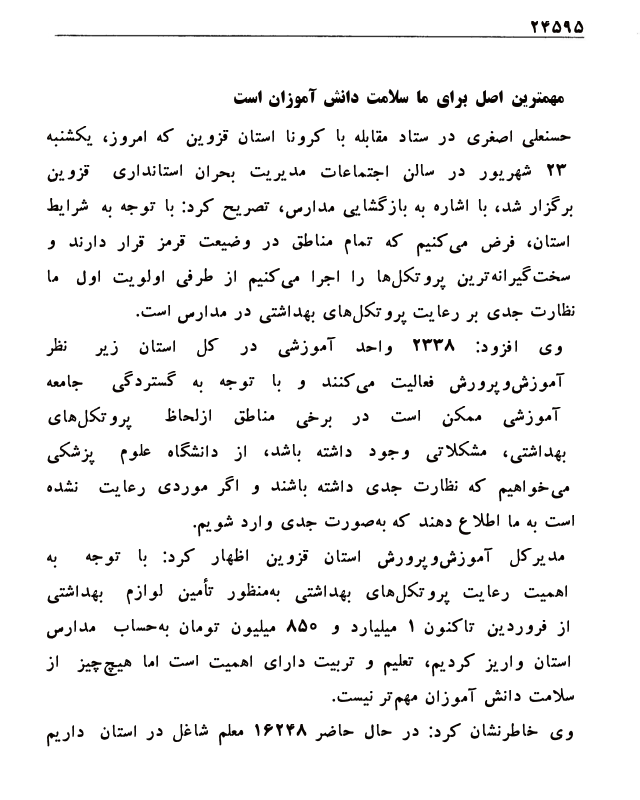 ۲۴۵۹۵
مهمترین اصل برای ما سلامت دانش آموزان است
حسنعلی اصغری در ستاد مقابله با کرونا استان قزوین که امروز، یکشنبه
۲۳ شهریور در سالن اجتماعات مدیریت بحران استانداری قزوین
برگزار شد، با اشاره به بازگشایی مدارس، تصریح کرد: با توجه به شرایط
استان، فرض می‌کنیم که تمام مناطق در وضیعت قرمز قرار دارند و
سخت‌گیرانه‌ترین پروتکل‌ها را اجرا می‌کنیم از طرفی اولویت اول ما
نظارت جدی بر رعایت پروتکل‌های بهداشتی در مدارس است.
وی افزود: ۲۳۳۸ واحد آموزشی در کل استان زیر نظر
آموزش‌وپرورش فعالیت می‌کنند و با توجه به گستردگی جامعه
آموزشی ممکن است در برخی مناطق ازلحاظ پروتکل‌های
بهداشتی، مشکلاتی وجود داشته باشد، از دانشگاه علوم پزشکی
می‌خواهیم که نظارت جدی داشته باشند و اگر موردی رعایت نشده
است به ما اطلاع دهند که به‌صورت جدی وارد شویم.
مدیرکل آموزش‌وپرورش استان قزوین اظهار کرد: با توجه به
اهمیت رعایت پروتکل‌های بهداشتی به‌منظور تأمین لوازم بهداشتی
از فروردین تاکنون ۱ میلیارد و ۸۵۰ میلیون تومان به‌حساب مدارس
استان واریز کردیم، تعلیم و تربیت دارای اهمیت است اما هیچ‌چیز از
سلامت دانش آموزان مهم‌تر نیست.
وی خاطرنشان کرد: در حال حاضر ۱۶۲۴۸ معلم شاغل در استان داریم